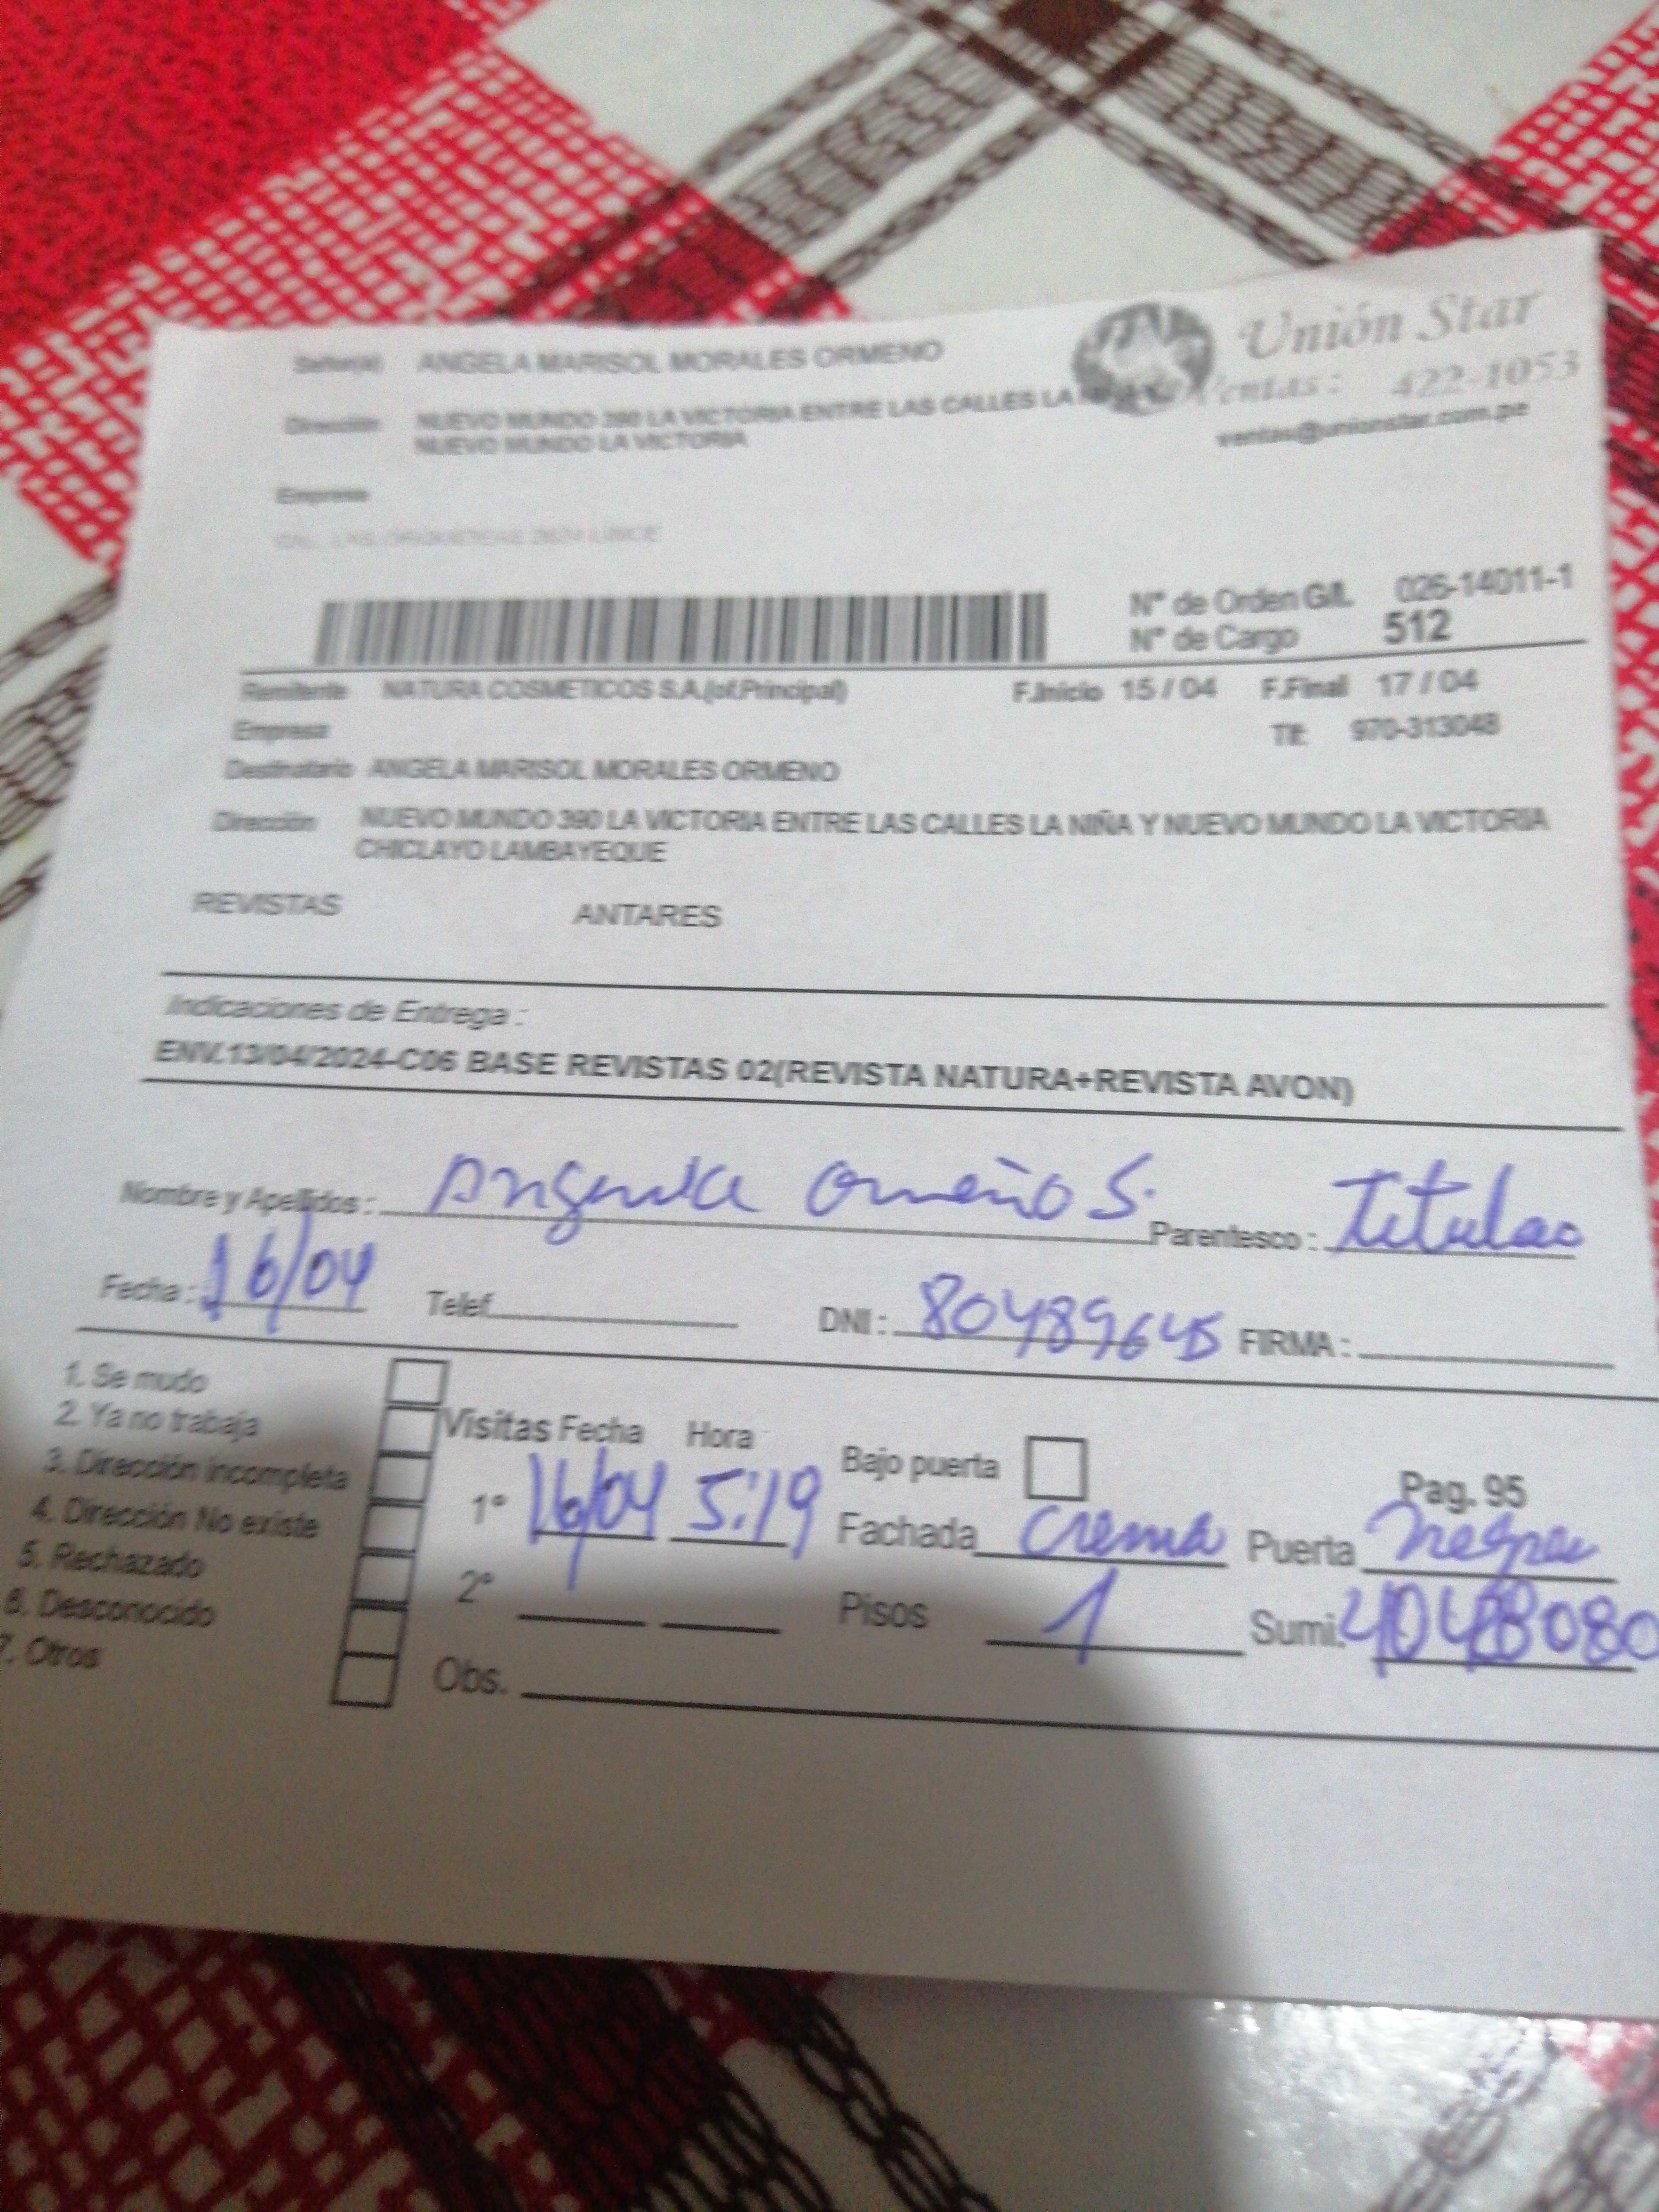 Señor(a) ANGELA MARISOL MORALES ORMENO
Unión Star
Ventas: 422-1053
ventas@unionstar.com.pe
Dirección NUEVO MUNDO 390 LA VICTORIA ENTRE LAS CALLES LA
NUEVO MUNDO LA VICTORIA
Empresa
N° de Orden G/L 026-14011-1
N° de Cargo 512
Remitente NATURA COSMETICOS S.A.(of.Principal) F.Inicio 15 / 04 F.Final 17 / 04
Empresa Tlf: 970-313048
Destinatario ANGELA MARISOL MORALES ORMENO
Dirección NUEVO MUNDO 390 LA VICTORIA ENTRE LAS CALLES LA NIÑA Y NUEVO MUNDO LA VICTORIA
CHICLAYO LAMBAYEQUE
REVISTAS ANTARES
Indicaciones de Entrega :
ENV.13/04/2024-C06 BASE REVISTAS 02(REVISTA NATURA+REVISTA AVON)
Nombre y Apellidos : Ormeño S. Parentesco : Titular
Fecha : 16/04 Telef. DNI : 80489645 FIRMA :
1. Se mudo
2. Ya no trabaja
3. Dirección incompleta
4. Dirección No existe
5. Rechazado
6. Desconocido
7. Otros
Visitas Fecha Hora Bajo puerta Pag. 95
1° 16/04 5:19 Fachada crema Puerta negra
2° Pisos 1 Sumi.
Obs.